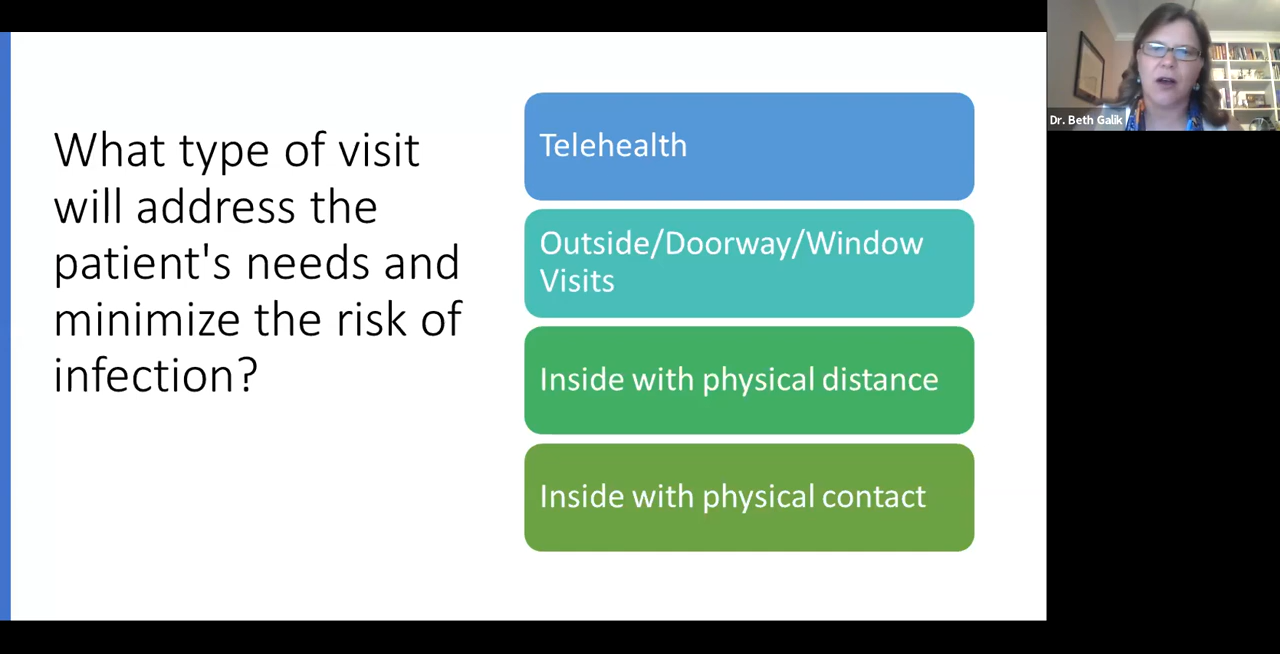 What type of visit
will address the
patient's needs and
minimize the risk of
infection?
Telehealth
Outside/Doorway/Window
Visits
Inside with physical distance
Inside with physical contact
Dr. Beth Galik